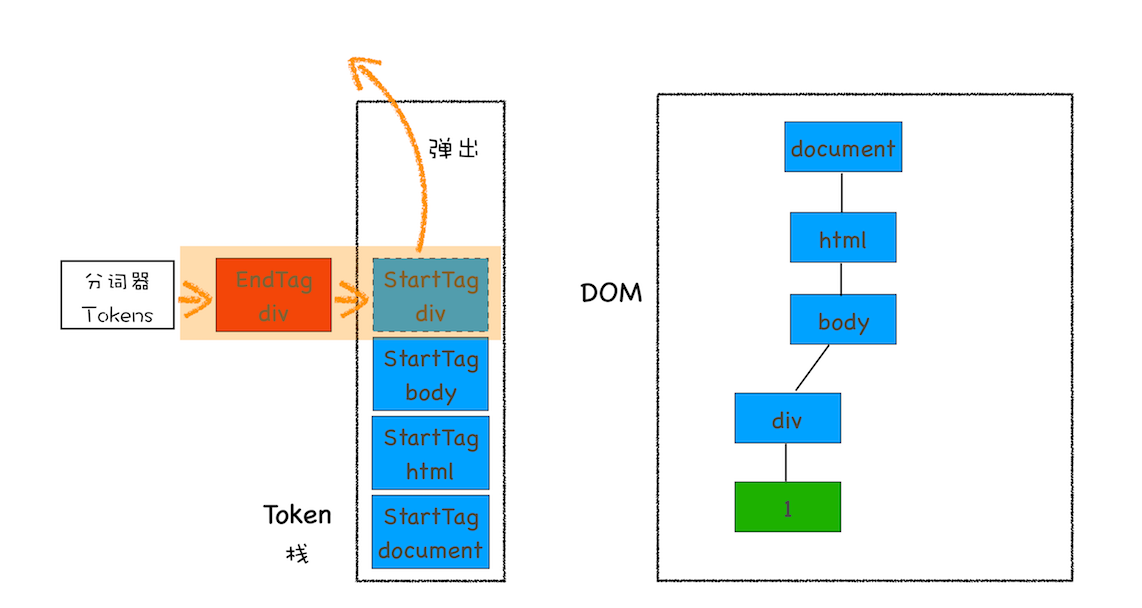 弹出
分词器
Tokens
EndTag
div
StartTag
div
StartTag
body
StartTag
html
StartTag
document
Token
栈
DOM
document
html
body
div
1